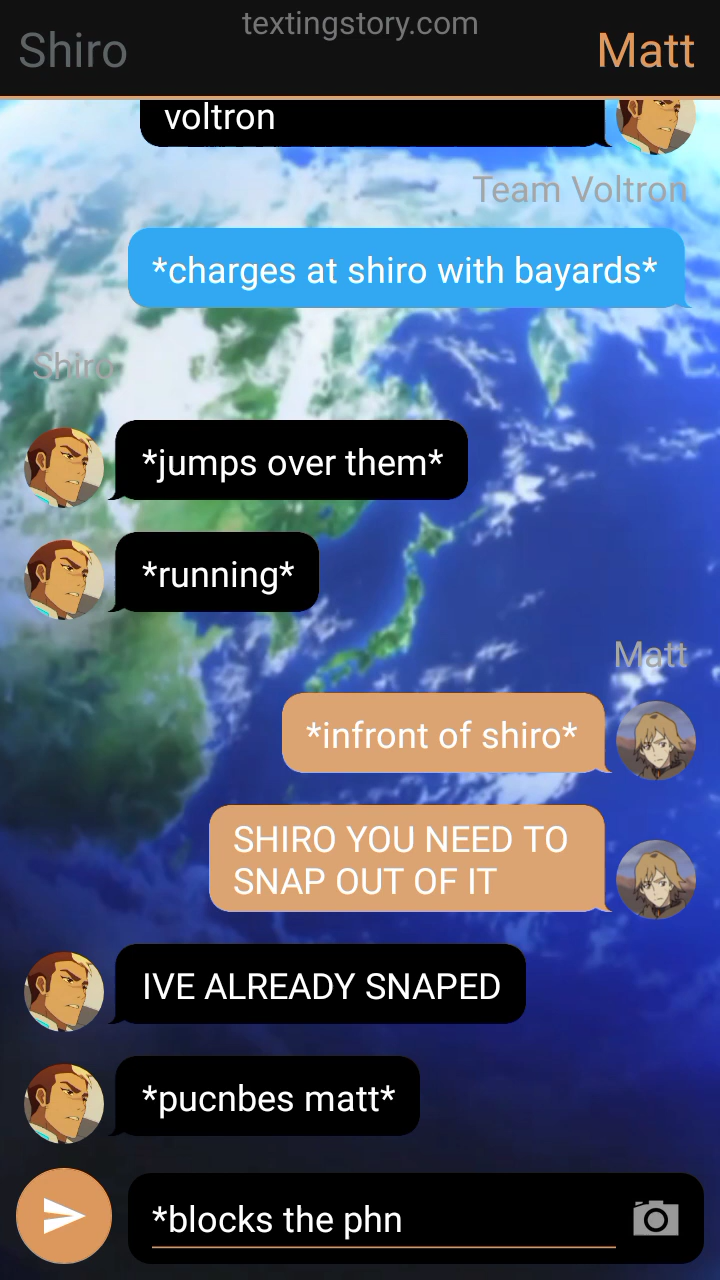 textingstory.com
Shiro
Matt
voltron
Team Voltron
*charges at shiro with bayards*
Shiro
*jumps over them*
*running*
Matt
*infront of shiro*
SHIRO YOU NEED TO
SNAP OUT OF IT
IVE ALREADY SNAPED
*pucnbes matt*
*blocks the phn